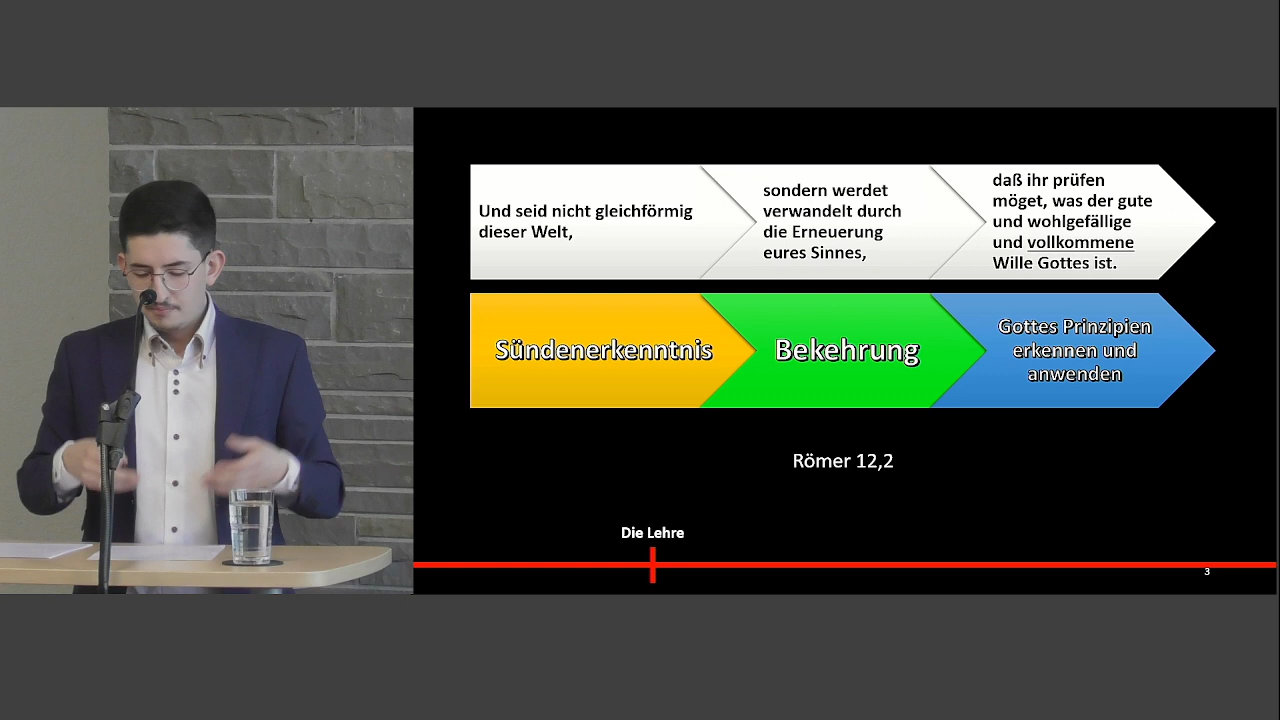 Und seid nicht gleichförmig
dieser Welt,
sondern werdet
verwandelt durch
die Erneuerung
eures Sinnes,
daß ihr prüfen
möget, was der gute
und wohlgefällige
und vollkommene
Wille Gottes ist.
Sündenerkenntnis
Bekehrung
Gottes Prinzipien
erkennen und
anwenden
Römer 12,2
Die Lehre
3